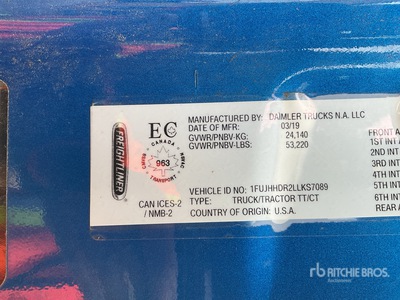 MANUFACTURED BY: DAIMLER TRUCKS N.A. LLC
DATE OF MFR: 03/19
GVWR/PNBV-KG: 24,140
GVWR/PNBV-LBS: 53,220
FREIGHTLINER
EC
CANADA
963
TRANSPORT
CAN ICES-2
/ NMB-2
VEHICLE ID NO: 1FUJHHDR2LLKS7089
TYPE: TRUCK/TRACTOR TT/CT
COUNTRY OF ORIGIN: U.S.A.
FRONT A
1ST INT
2ND INT
3RD INT
4TH INT
5TH INT
6TH INT
REAR A
rb RITCHIE BROS.
Auctioneers